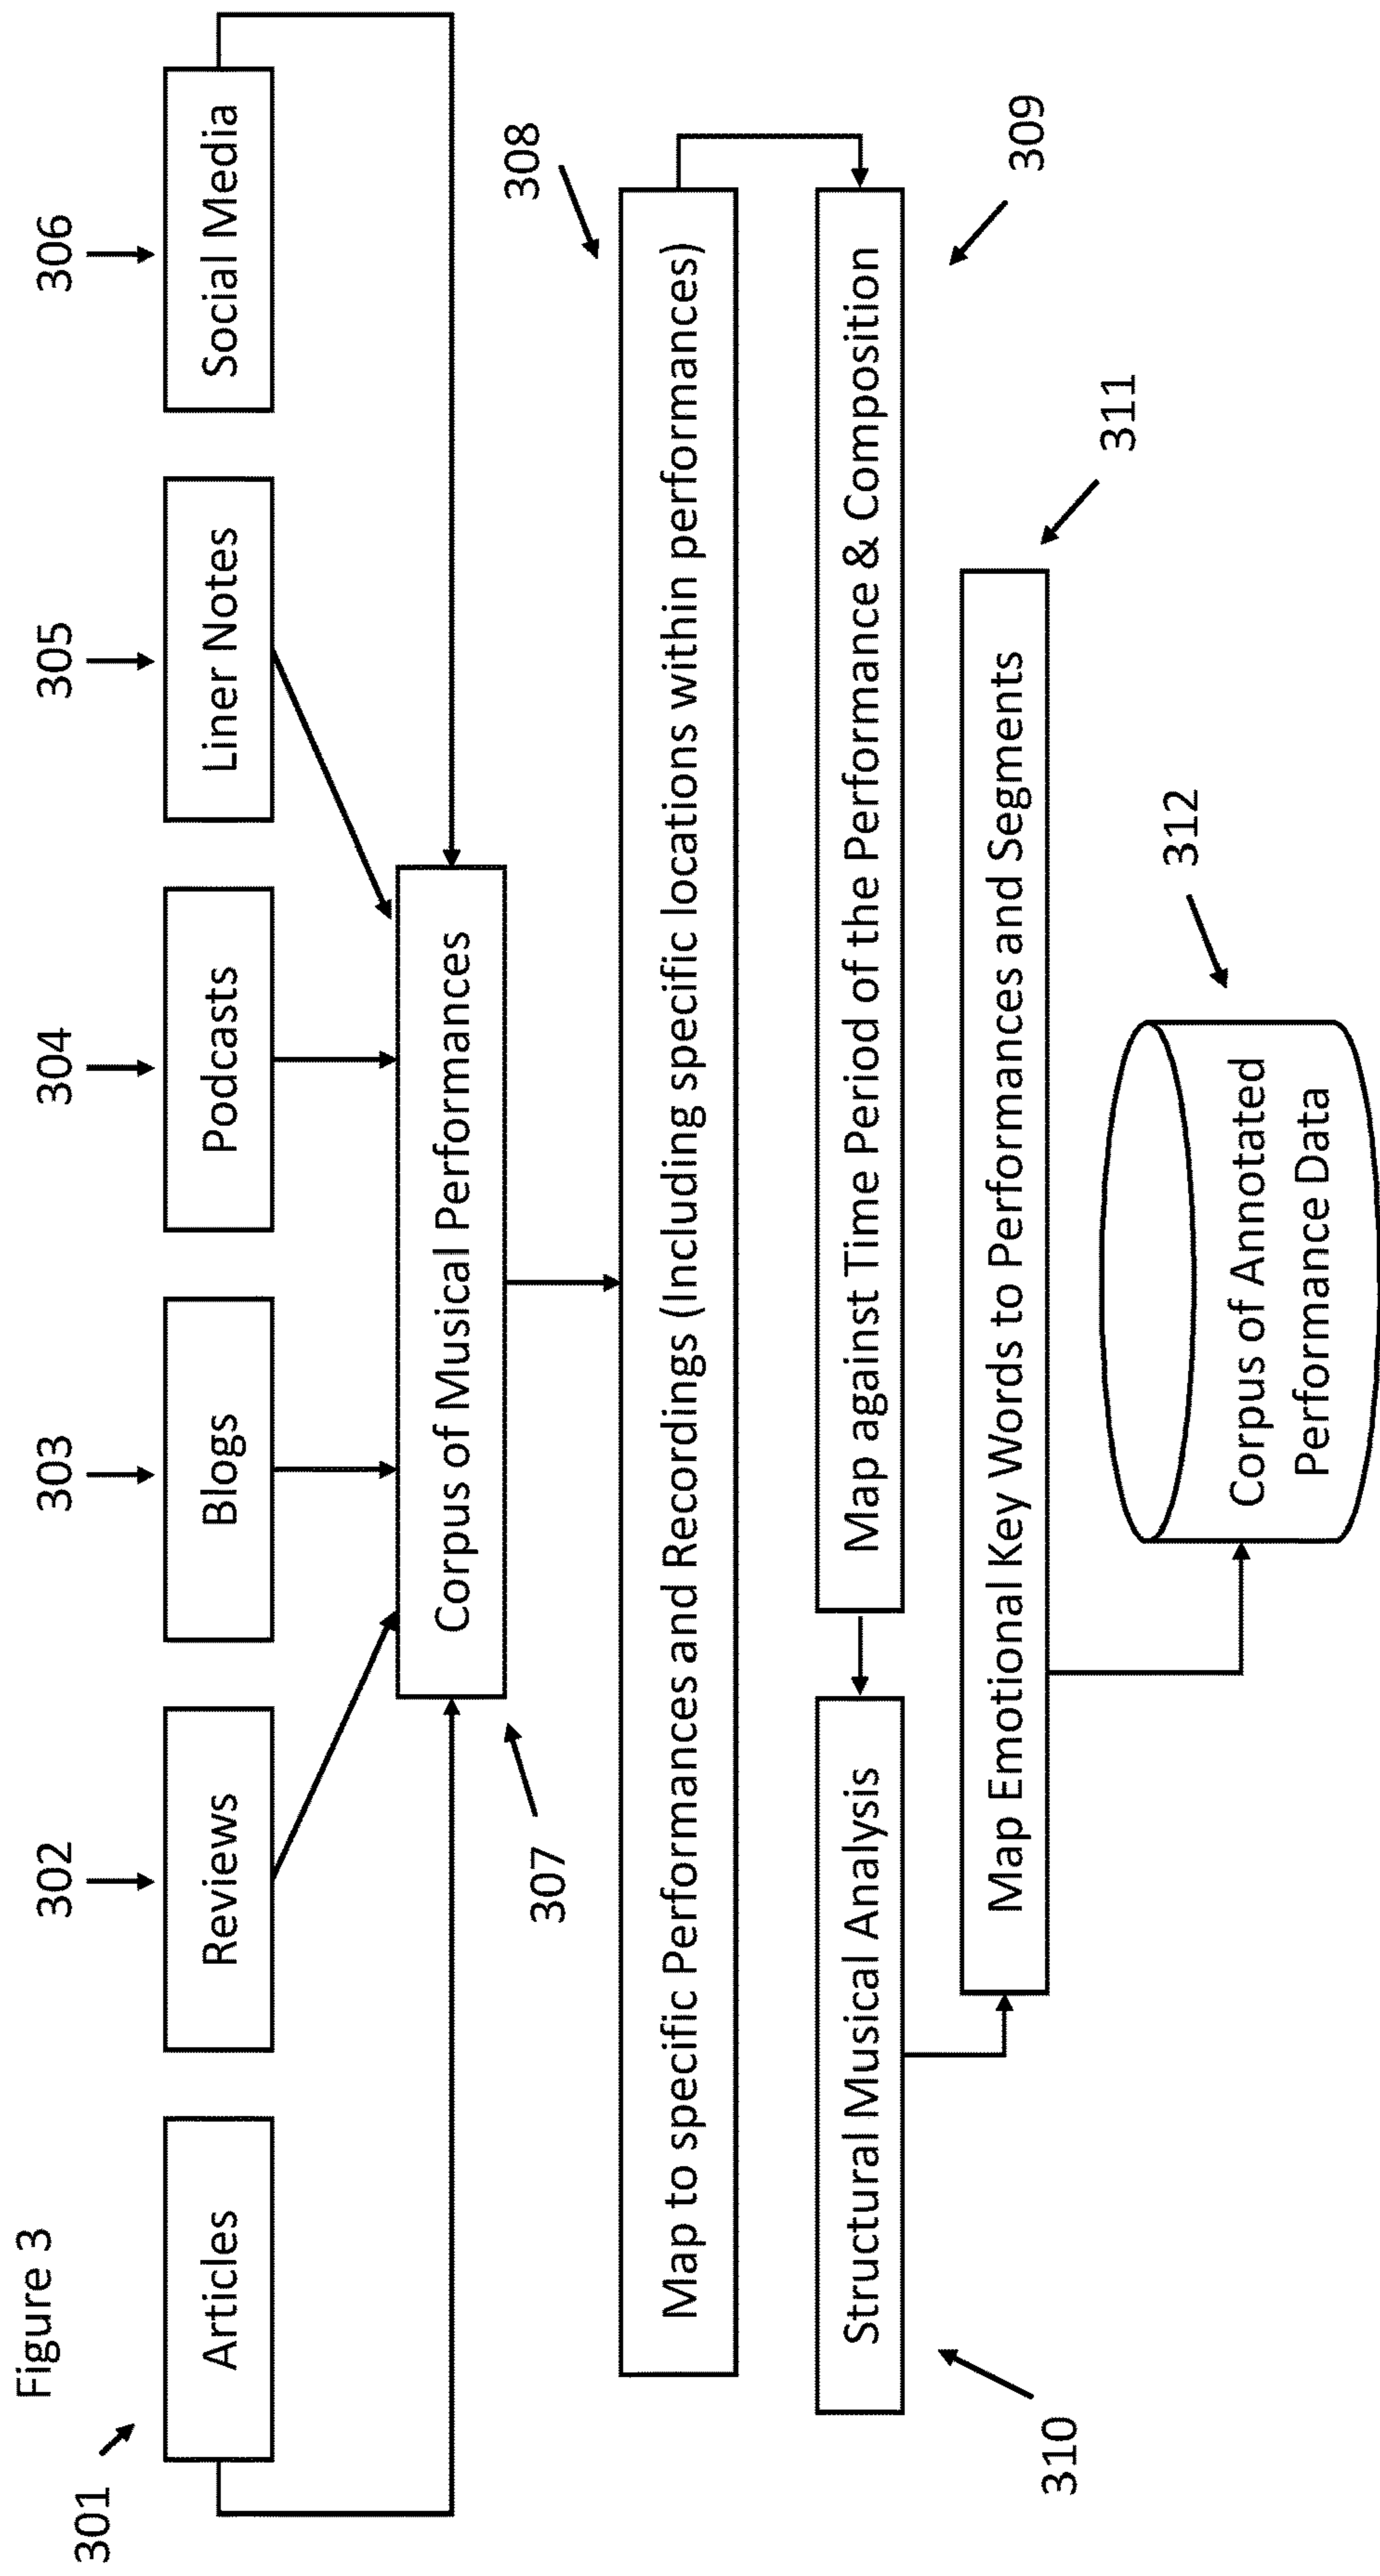 Figure 3
301
302
303
304
305
306
Articles
Reviews
Blogs
Podcasts
Liner Notes
Social Media
307
Corpus of Musical Performances
308
Map to specific Performances and Recordings (Including specific locations within performances)
Structural Musical Analysis
Map against Time Period of the Performance & Composition
310
309
Map Emotional Key Words to Performances and Segments
311
312
Corpus of Annotated
Performance Data